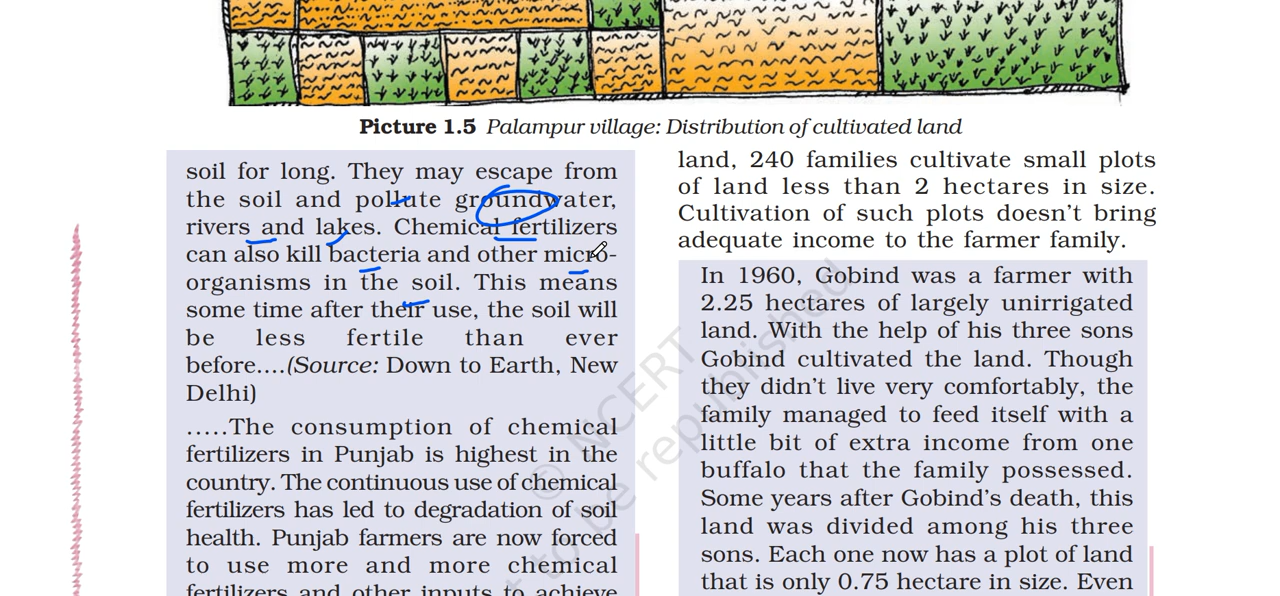 Picture 1.5 Palampur village: Distribution of cultivated land
soil for long. They may escape from
the soil and pollute groundwater,
rivers and lakes. Chemical fertilizers
can also kill bacteria and other micro-
organisms in the soil. This means
some time after their use, the soil will
be less fertile than ever
before....(Source: Down to Earth, New
Delhi)
.....The consumption of chemical
fertilizers in Punjab is highest in the
country. The continuous use of chemical
fertilizers has led to degradation of soil
health. Punjab farmers are now forced
to use more and more chemical
fertilizers and other inputs to achieve
land, 240 families cultivate small plots
of land less than 2 hectares in size.
Cultivation of such plots doesn't bring
adequate income to the farmer family.
In 1960, Gobind was a farmer with
2.25 hectares of largely unirrigated
land. With the help of his three sons
Gobind cultivated the land. Though
they didn't live very comfortably, the
family managed to feed itself with a
little bit of extra income from one
buffalo that the family possessed.
Some years after Gobind's death, this
land was divided among his three
sons. Each one now has a plot of land
that is only 0.75 hectare in size. Even
© NCERT
t to be republished